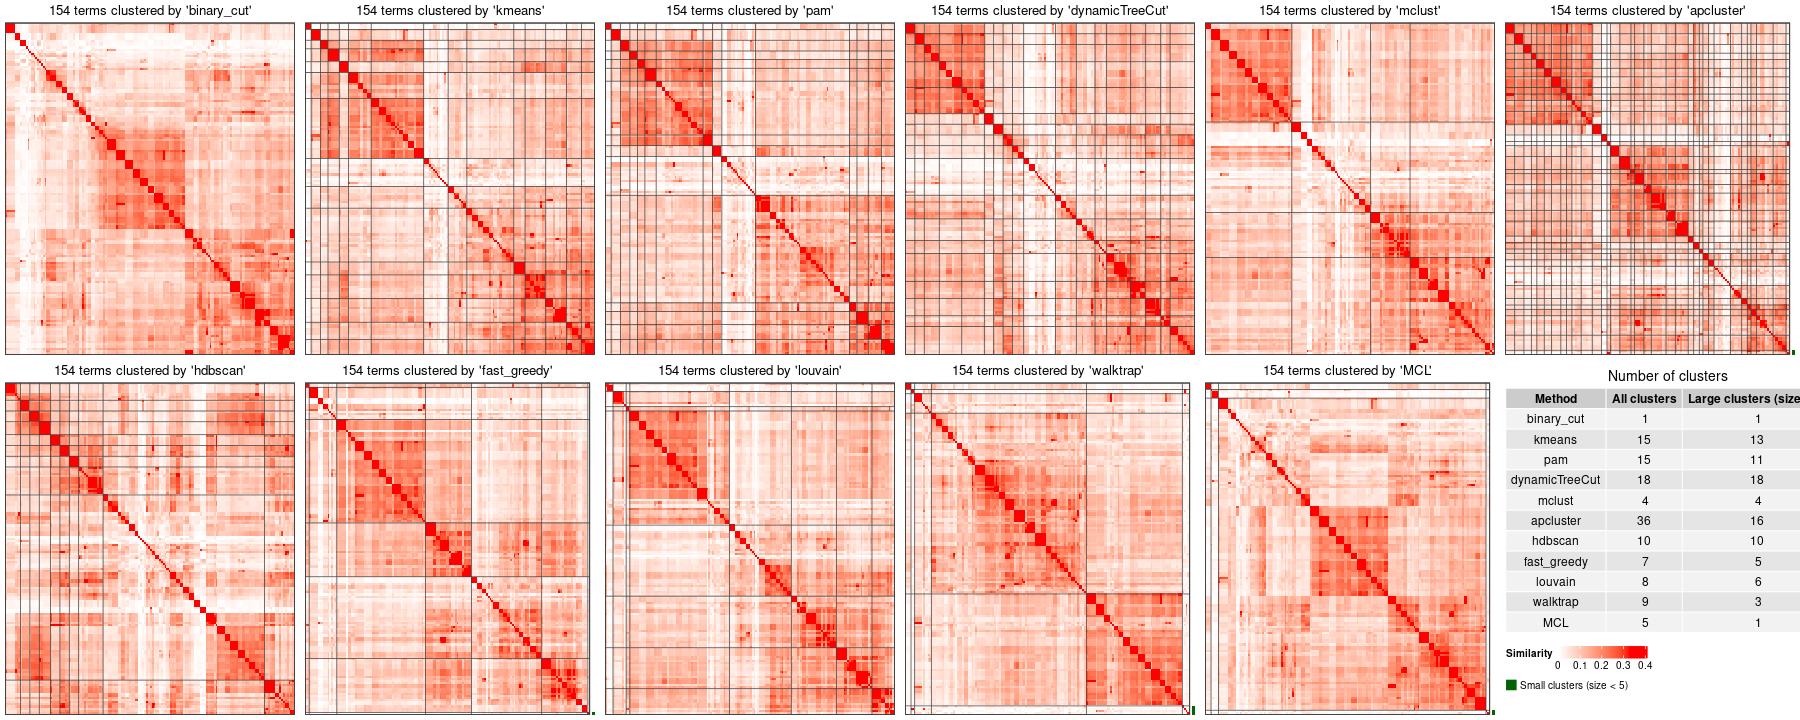 154 terms clustered by 'binary_cut'
154 terms clustered by 'kmeans'
154 terms clustered by 'pam'
154 terms clustered by 'dynamicTreeCut'
154 terms clustered by 'mclust'
154 terms clustered by 'apcluster'
154 terms clustered by 'hdbscan'
154 terms clustered by 'fast_greedy'
154 terms clustered by 'louvain'
154 terms clustered by 'walktrap'
154 terms clustered by 'MCL'
Number of clusters
Method All clusters Large clusters (size
binary_cut 1 1
kmeans 15 13
pam 15 11
dynamicTreeCut 18 18
mclust 4 4
apcluster 36 16
hdbscan 10 10
fast_greedy 7 5
louvain 8 6
walktrap 9 3
MCL 5 1
Similarity
0 0.1 0.2 0.3 0.4
Small clusters (size < 5)